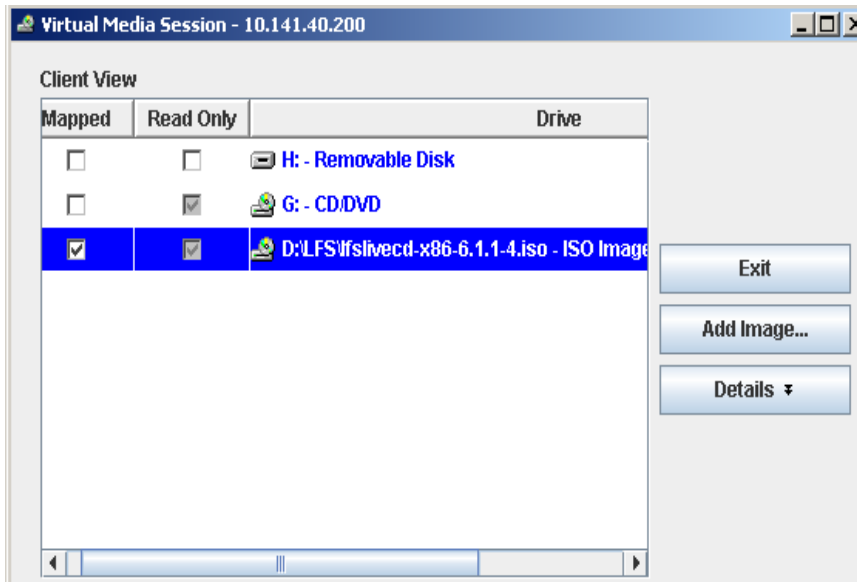 Virtual Media Session - 10.141.40.200
Client View
Mapped Read Only Drive
H: - Removable Disk
G: - CD/DVD
D:\LFS\lfslivecd-x86-6.1.1-4.iso - ISO Image
Exit
Add Image...
Details